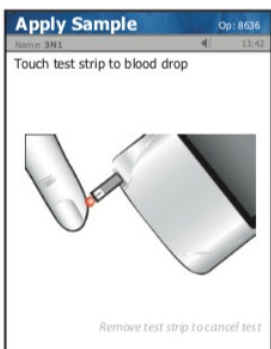 Apply Sample
Op: 8636
Name: 3N1
13:42
Touch test strip to blood drop
Remove test strip to cancel test